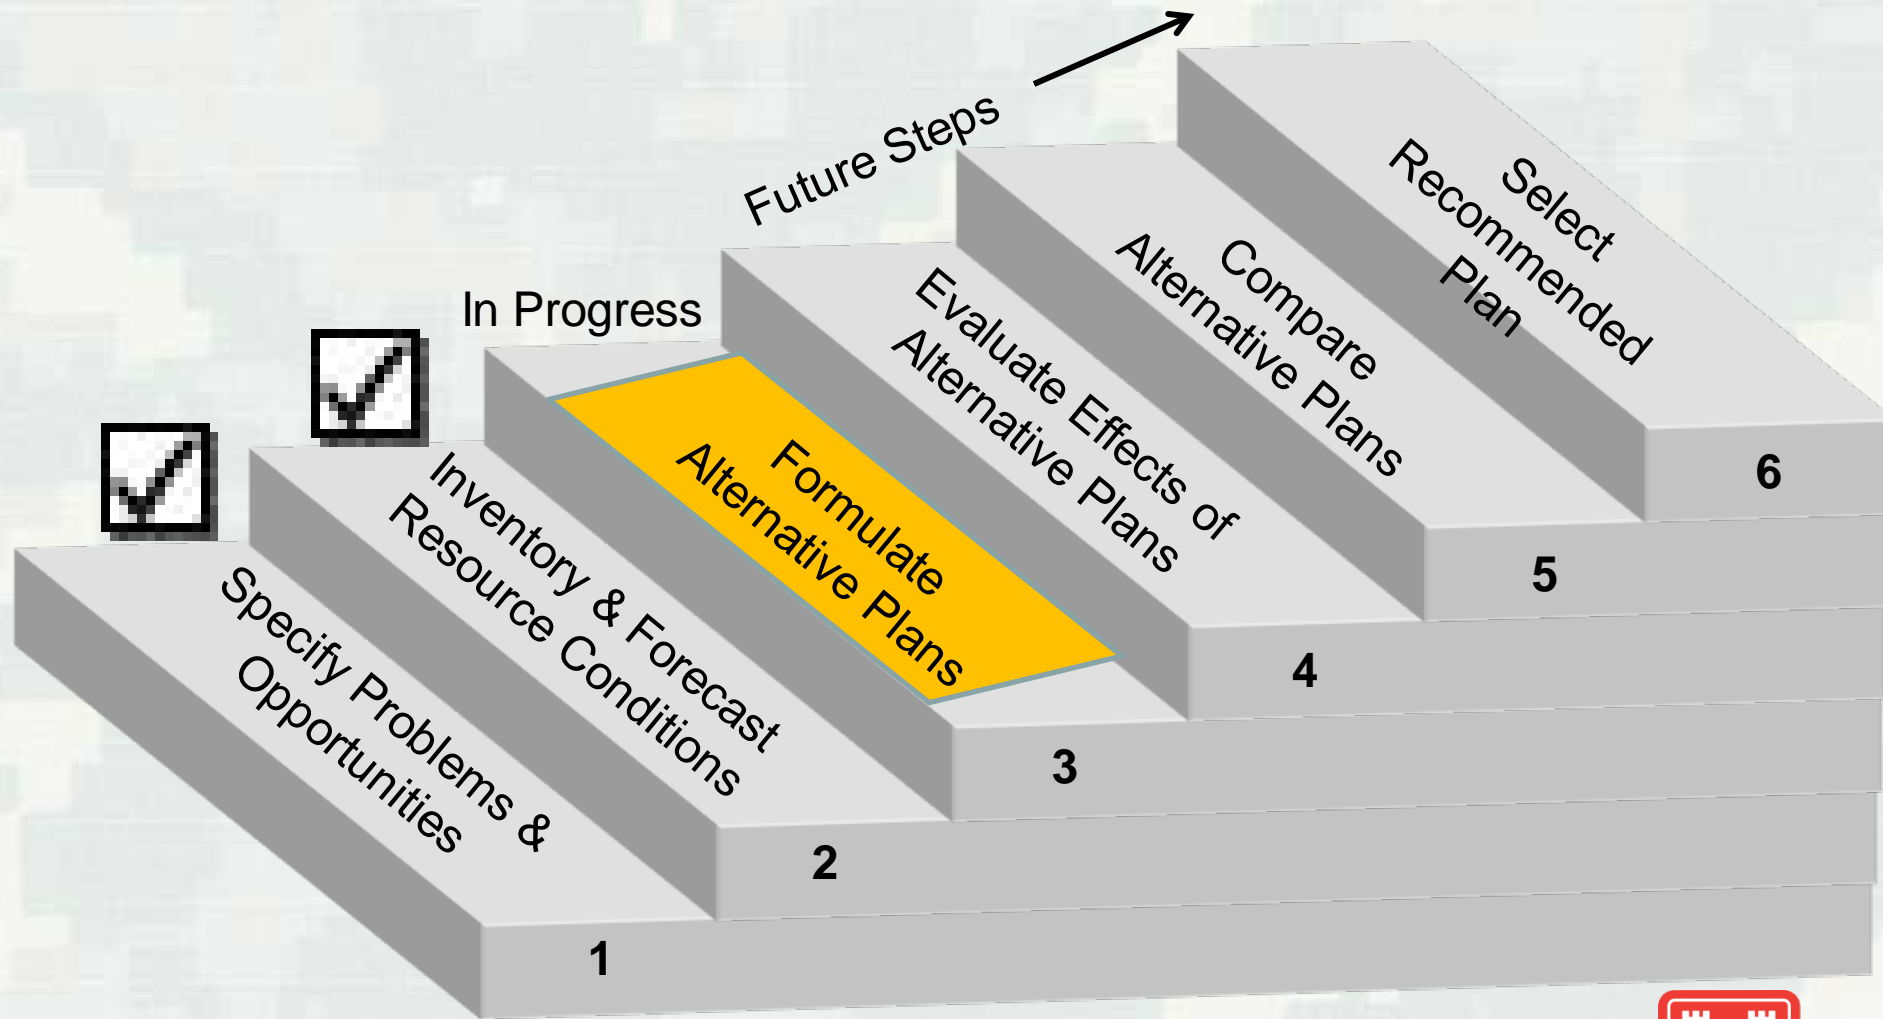 Future Steps
In Progress
Specify Problems &
Opportunities
1
Inventory & Forecast
Resource Conditions
2
Formulate
Alternative Plans
3
Evaluate Effects of
Alternative Plans
4
Compare
Alternative Plans
5
Select
Recommended
Plan
6